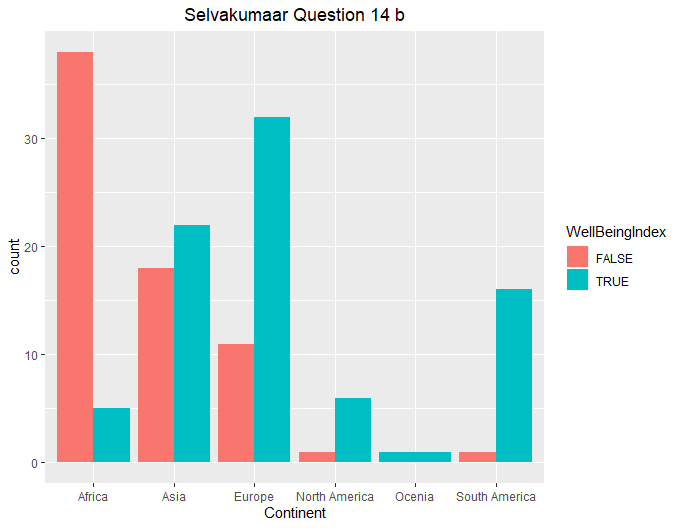 Selvakumaar Question 14 b
count
30
20
10
0
Africa Asia Europe North America Ocenia South America
Continent
WellBeingIndex
FALSE
TRUE